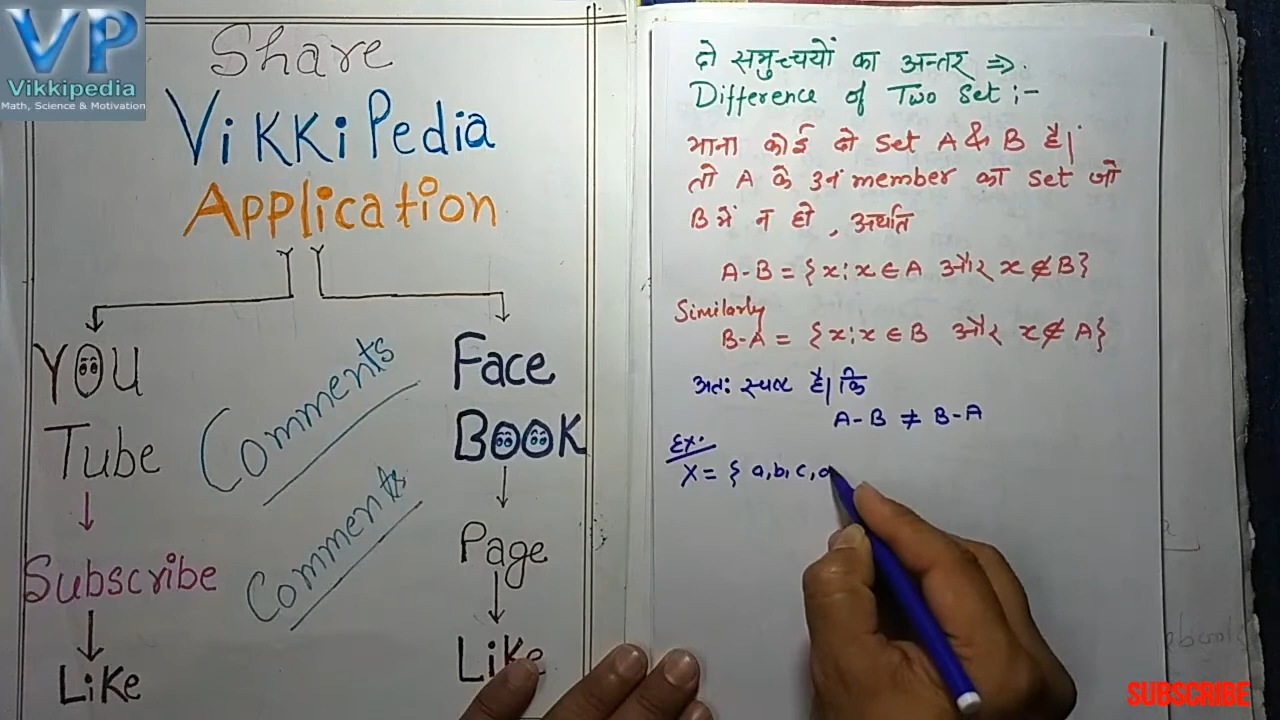 VP
Vikkipedia
Math, Science & Motivation
Share
VikkiPedia
Application
YOU
Tube
Subscribe
Like
Comments
Comments
Face
BOOK
Page
Like
दो समुच्चयों का अन्तर ⇒.
Difference of Two Set :-
माना कोई दो Set A & B है|
तो A के उन member का Set जो
B में न हो , अर्थात
A-B = {x : x ∈ A और x ∉ B}
Similarly
B-A = {x : x ∈ B और x ∉ A}
अतः स्पष्ट है| कि
A-B ≠ B-A
Ex.
X = { a, b, c,
SUBSCRIBE